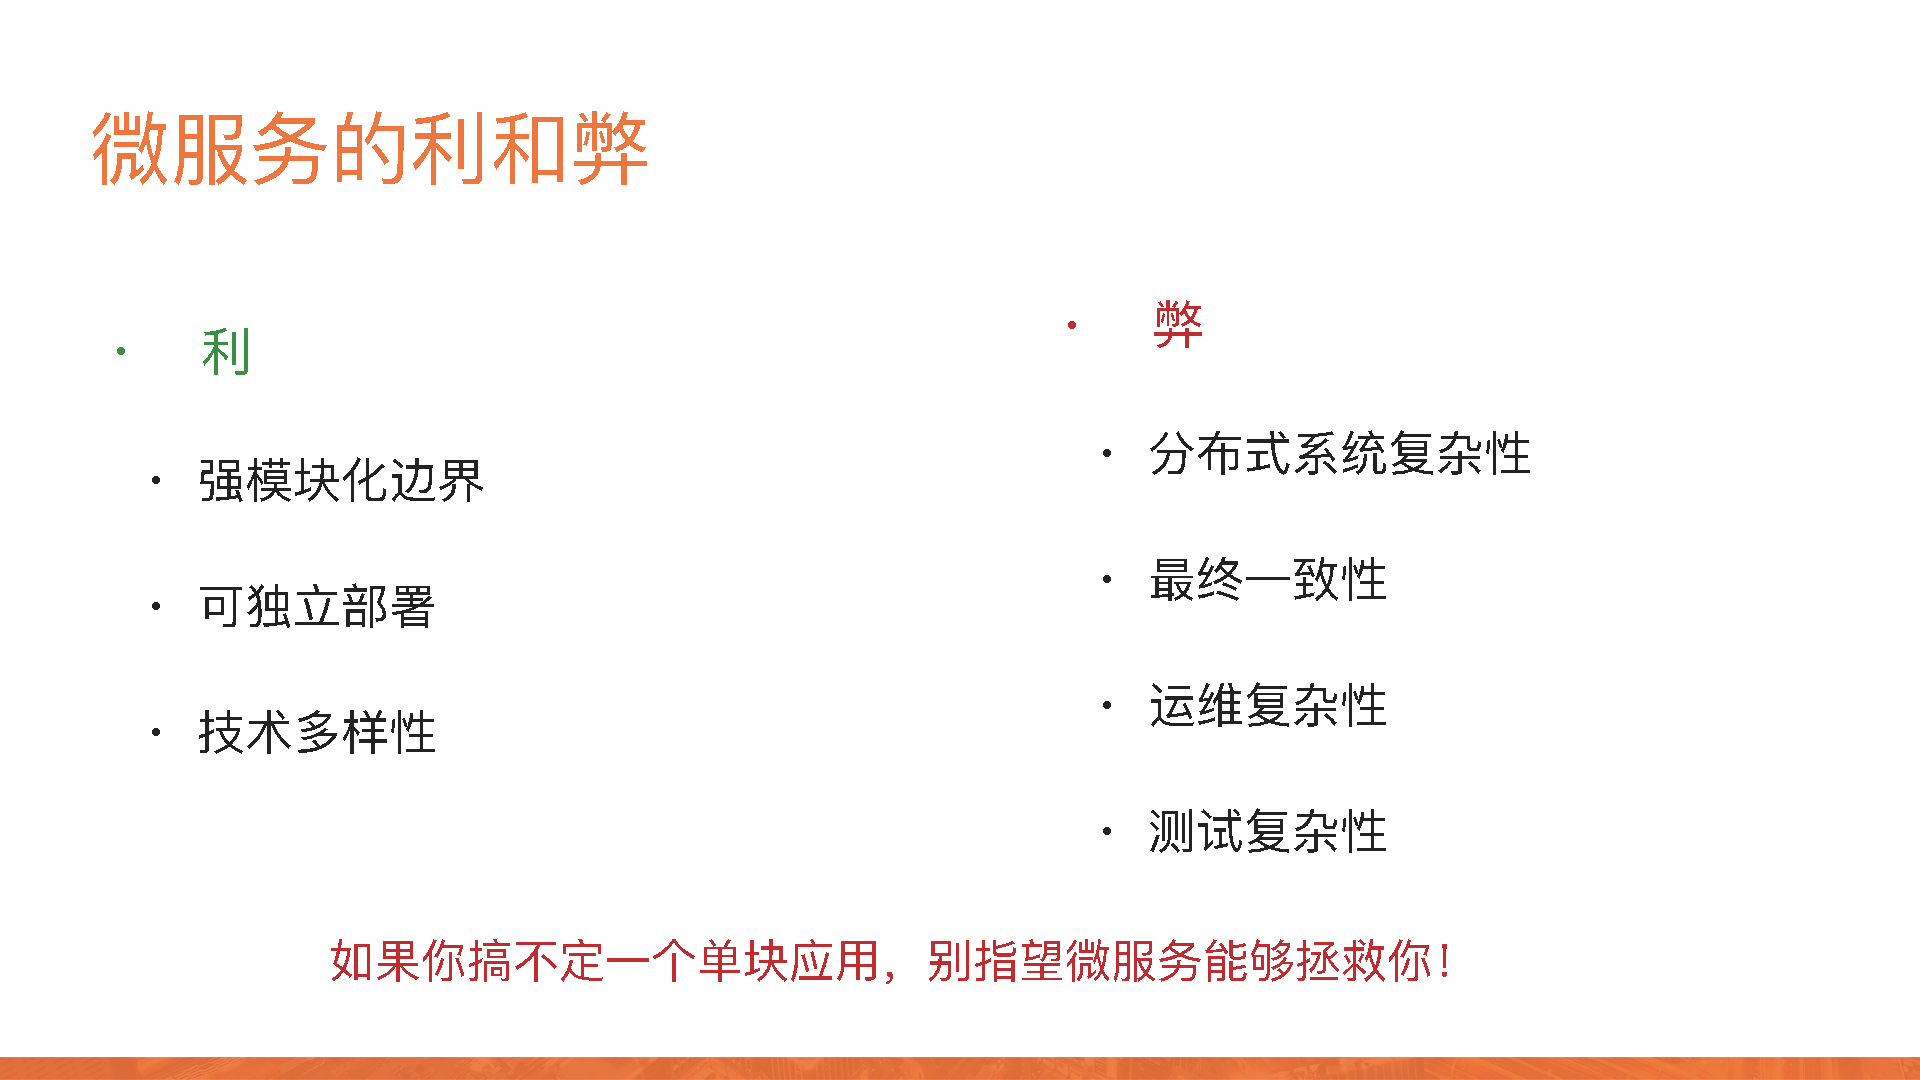 微服务的利和弊
• 利
• 强模块化边界
• 可独立部署
• 技术多样性
• 弊
• 分布式系统复杂性
• 最终一致性
• 运维复杂性
• 测试复杂性
如果你搞不定一个单块应用，别指望微服务能够拯救你！